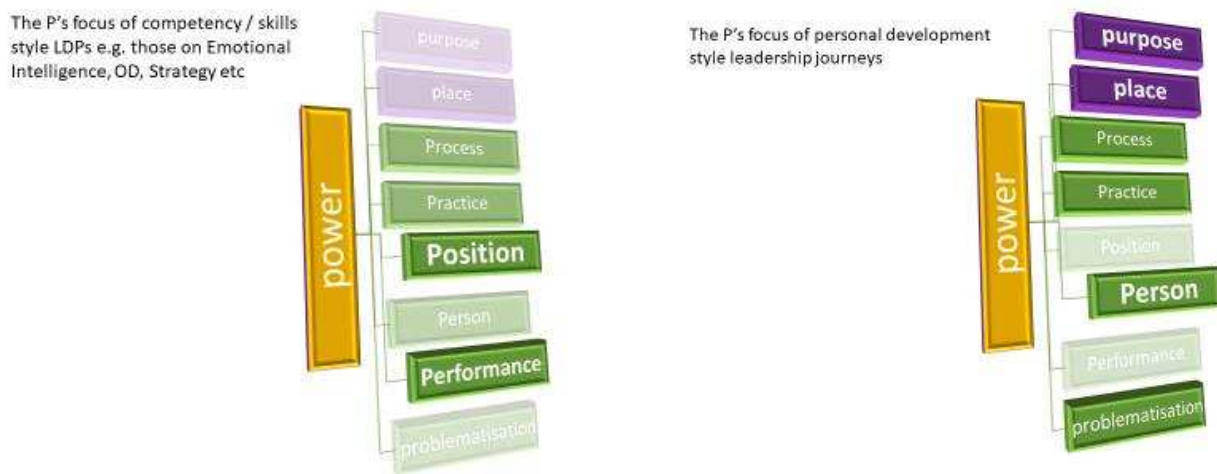 The P's focus of competency / skills
style LDPs e.g. those on Emotional
Intelligence, OD, Strategy etc
power
purpose
place
Process
Practice
Position
Person
Performance
problematisation
The P's focus of personal development
style leadership journeys
power
purpose
place
Process
Practice
Position
Person
Performance
problematisation